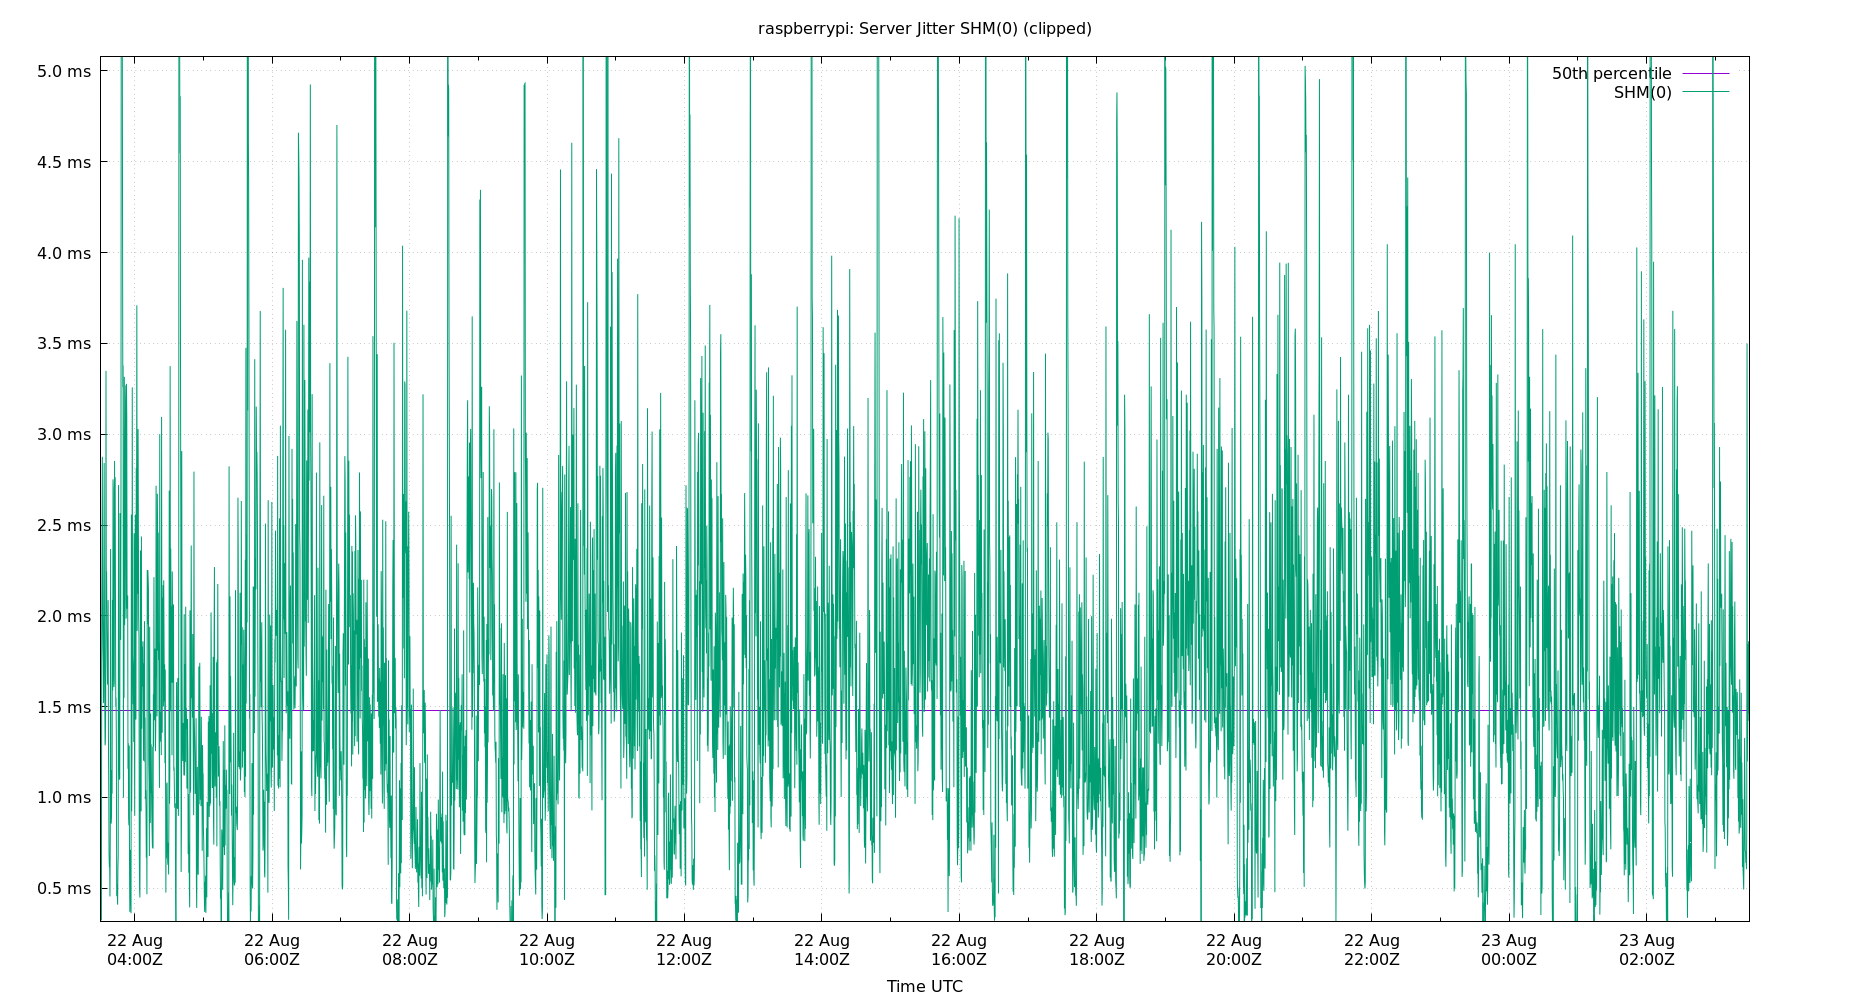 raspberrypi: Server Jitter SHM(0) (clipped)
50th percentile
SHM(0)
5.0 ms
4.5 ms
4.0 ms
3.5 ms
3.0 ms
2.5 ms
2.0 ms
1.5 ms
1.0 ms
0.5 ms
22 Aug 22 Aug 22 Aug 22 Aug 22 Aug 22 Aug 22 Aug 22 Aug 22 Aug 22 Aug 23 Aug 23 Aug
04:00Z 06:00Z 08:00Z 10:00Z 12:00Z 14:00Z 16:00Z 18:00Z 20:00Z 22:00Z 00:00Z 02:00Z
Time UTC